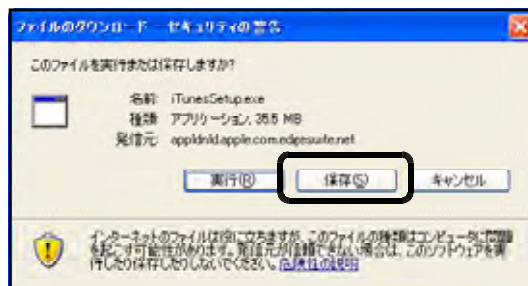 ファイルのダウンロード - セキュリティの警告
このファイルを実行または保存しますか?
名前: iTunesSetup.exe
種類: アプリケーション, 35.5 MB
発信元: appldnld.apple.com.edgesuite.net
実行(R) 保存(S) キャンセル
インターネットのファイルは役に立ちますが、このファイルの種類はコンピュータに問題
を起こす可能性があります。発信元が信頼できない場合は、このソフトウェアを実
行したり保存したりしないでください。危険性の説明